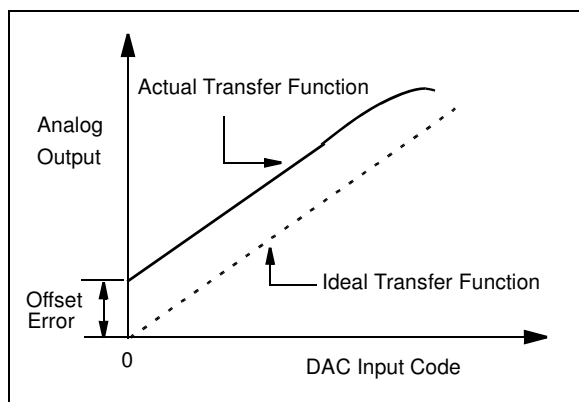 Actual Transfer Function
Analog
Output
Ideal Transfer Function
Offset
Error
0
DAC Input Code